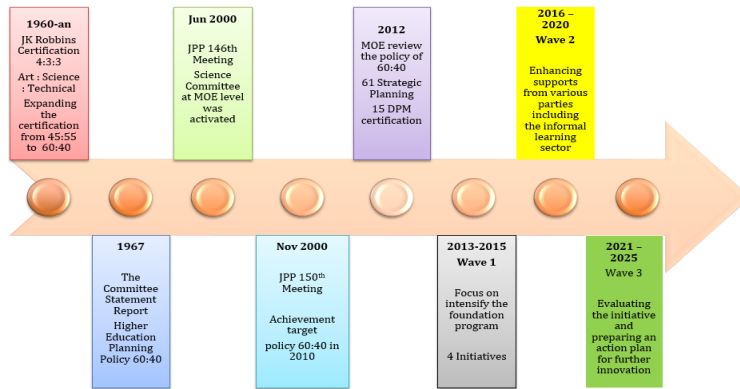 1960-an
JK Robbins
Certification
4:3:3
Art : Science
: Technical
Expanding
the
certification
from 45:55
to 60:40
1967
The
Committee
Statement
Report
Higher
Education
Planning
Policy 60:40
Jun 2000
JPP 146th
Meeting
Science
Committee
at MOE level
was
activated
Nov 2000
JPP 150th
Meeting
Achievement
target
policy 60:40 in
2010
2012
MOE review
the policy of
60:40
61 Strategic
Planning
15 DPM
certification
2013-2015
Wave 1
Focus on
intensify the
foundation
program
4 Initiatives
2016 –
2020
Wave 2
Enhancing
supports
from various
parties
including
the informal
learning
sector
2021 –
2025
Wave 3
Evaluating
the initiative
and
preparing an
action plan
for further
innovation